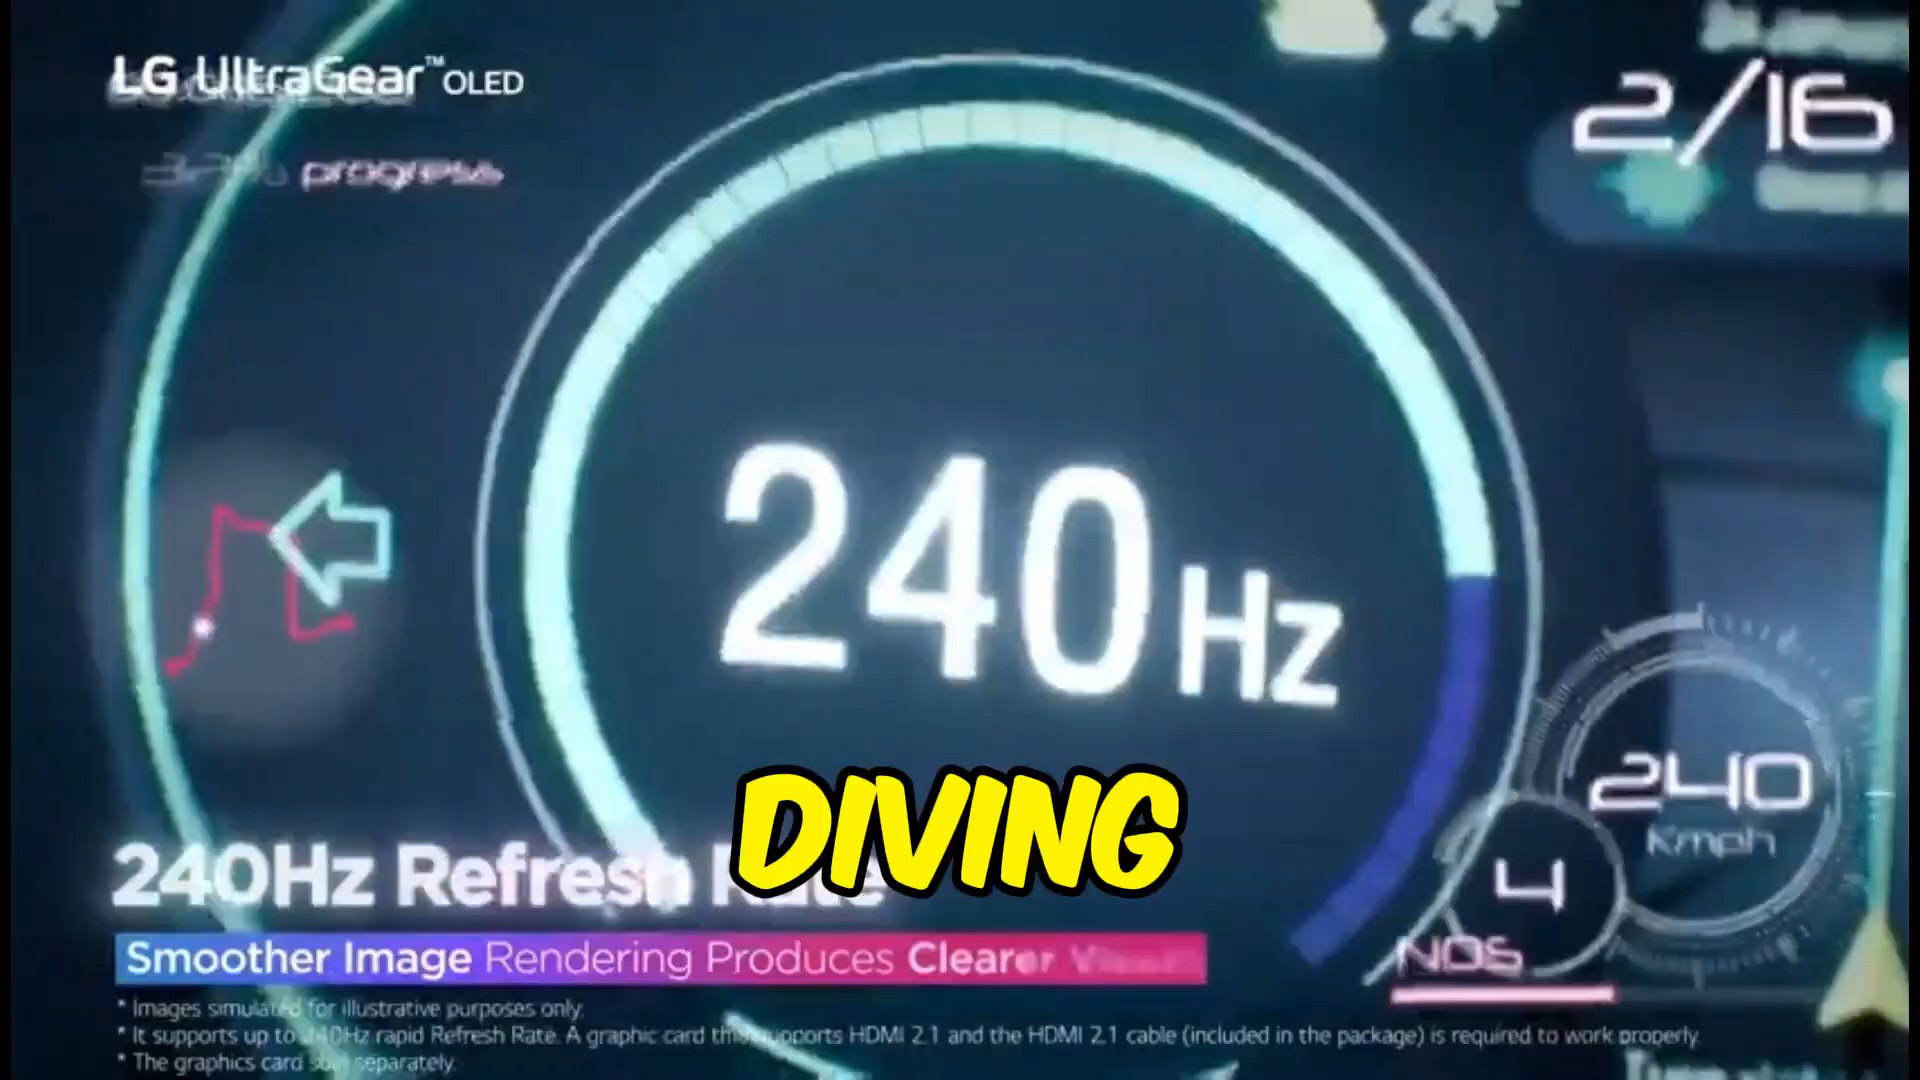 LG UltraGear™ OLED
progress
2/16
240Hz
DIVING
240
Kmph
4
NOS
240Hz Refresh Rate
Smoother Image Rendering Produces Clearer
* Images simulated for illustrative purposes only.
* It supports up to 240Hz rapid Refresh Rate. A graphic card that supports HDMI 2.1 and the HDMI 2.1 cable (included in the package) is required to work properly.
* The graphics card sold separately.